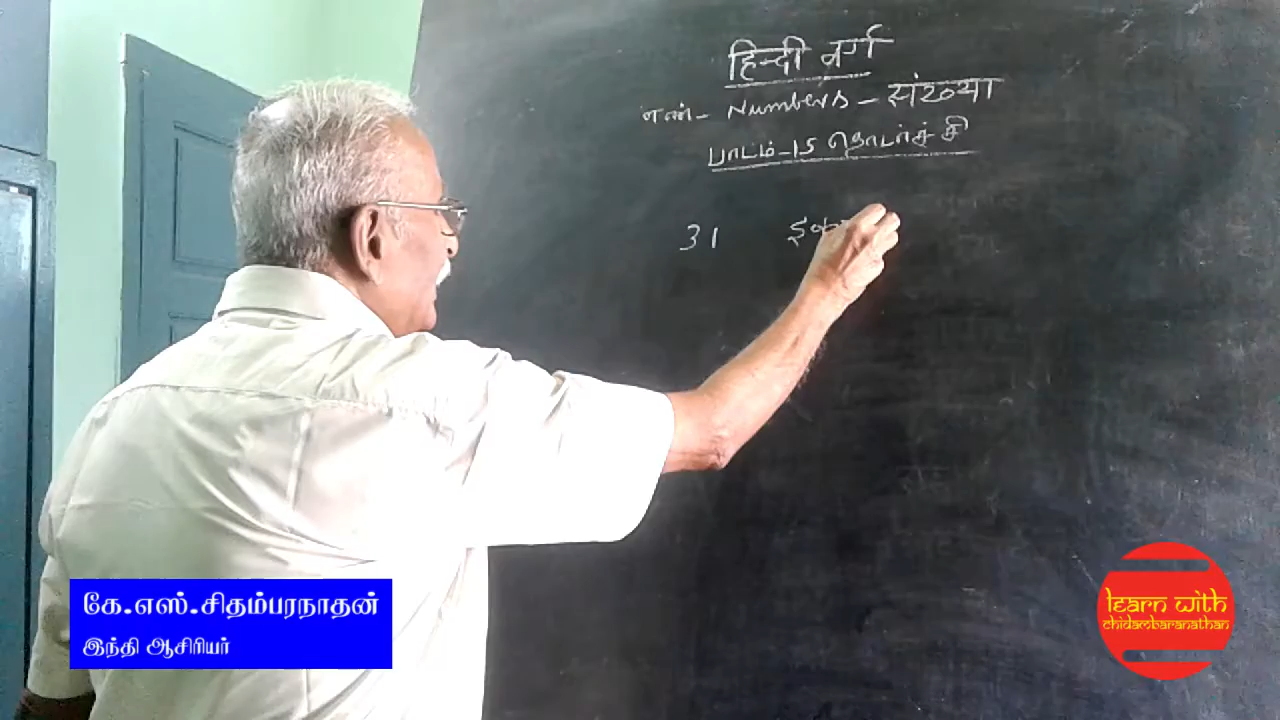 हिन्दी वर्ग
எண் - Numbers - संख्या
பாடம் - 15 தொடர்ச்சி
31
கே.எஸ்.சிதம்பரநாதன்
இந்தி ஆசிரியர்
LEARN WITH
CHIDAMBARANATHAN